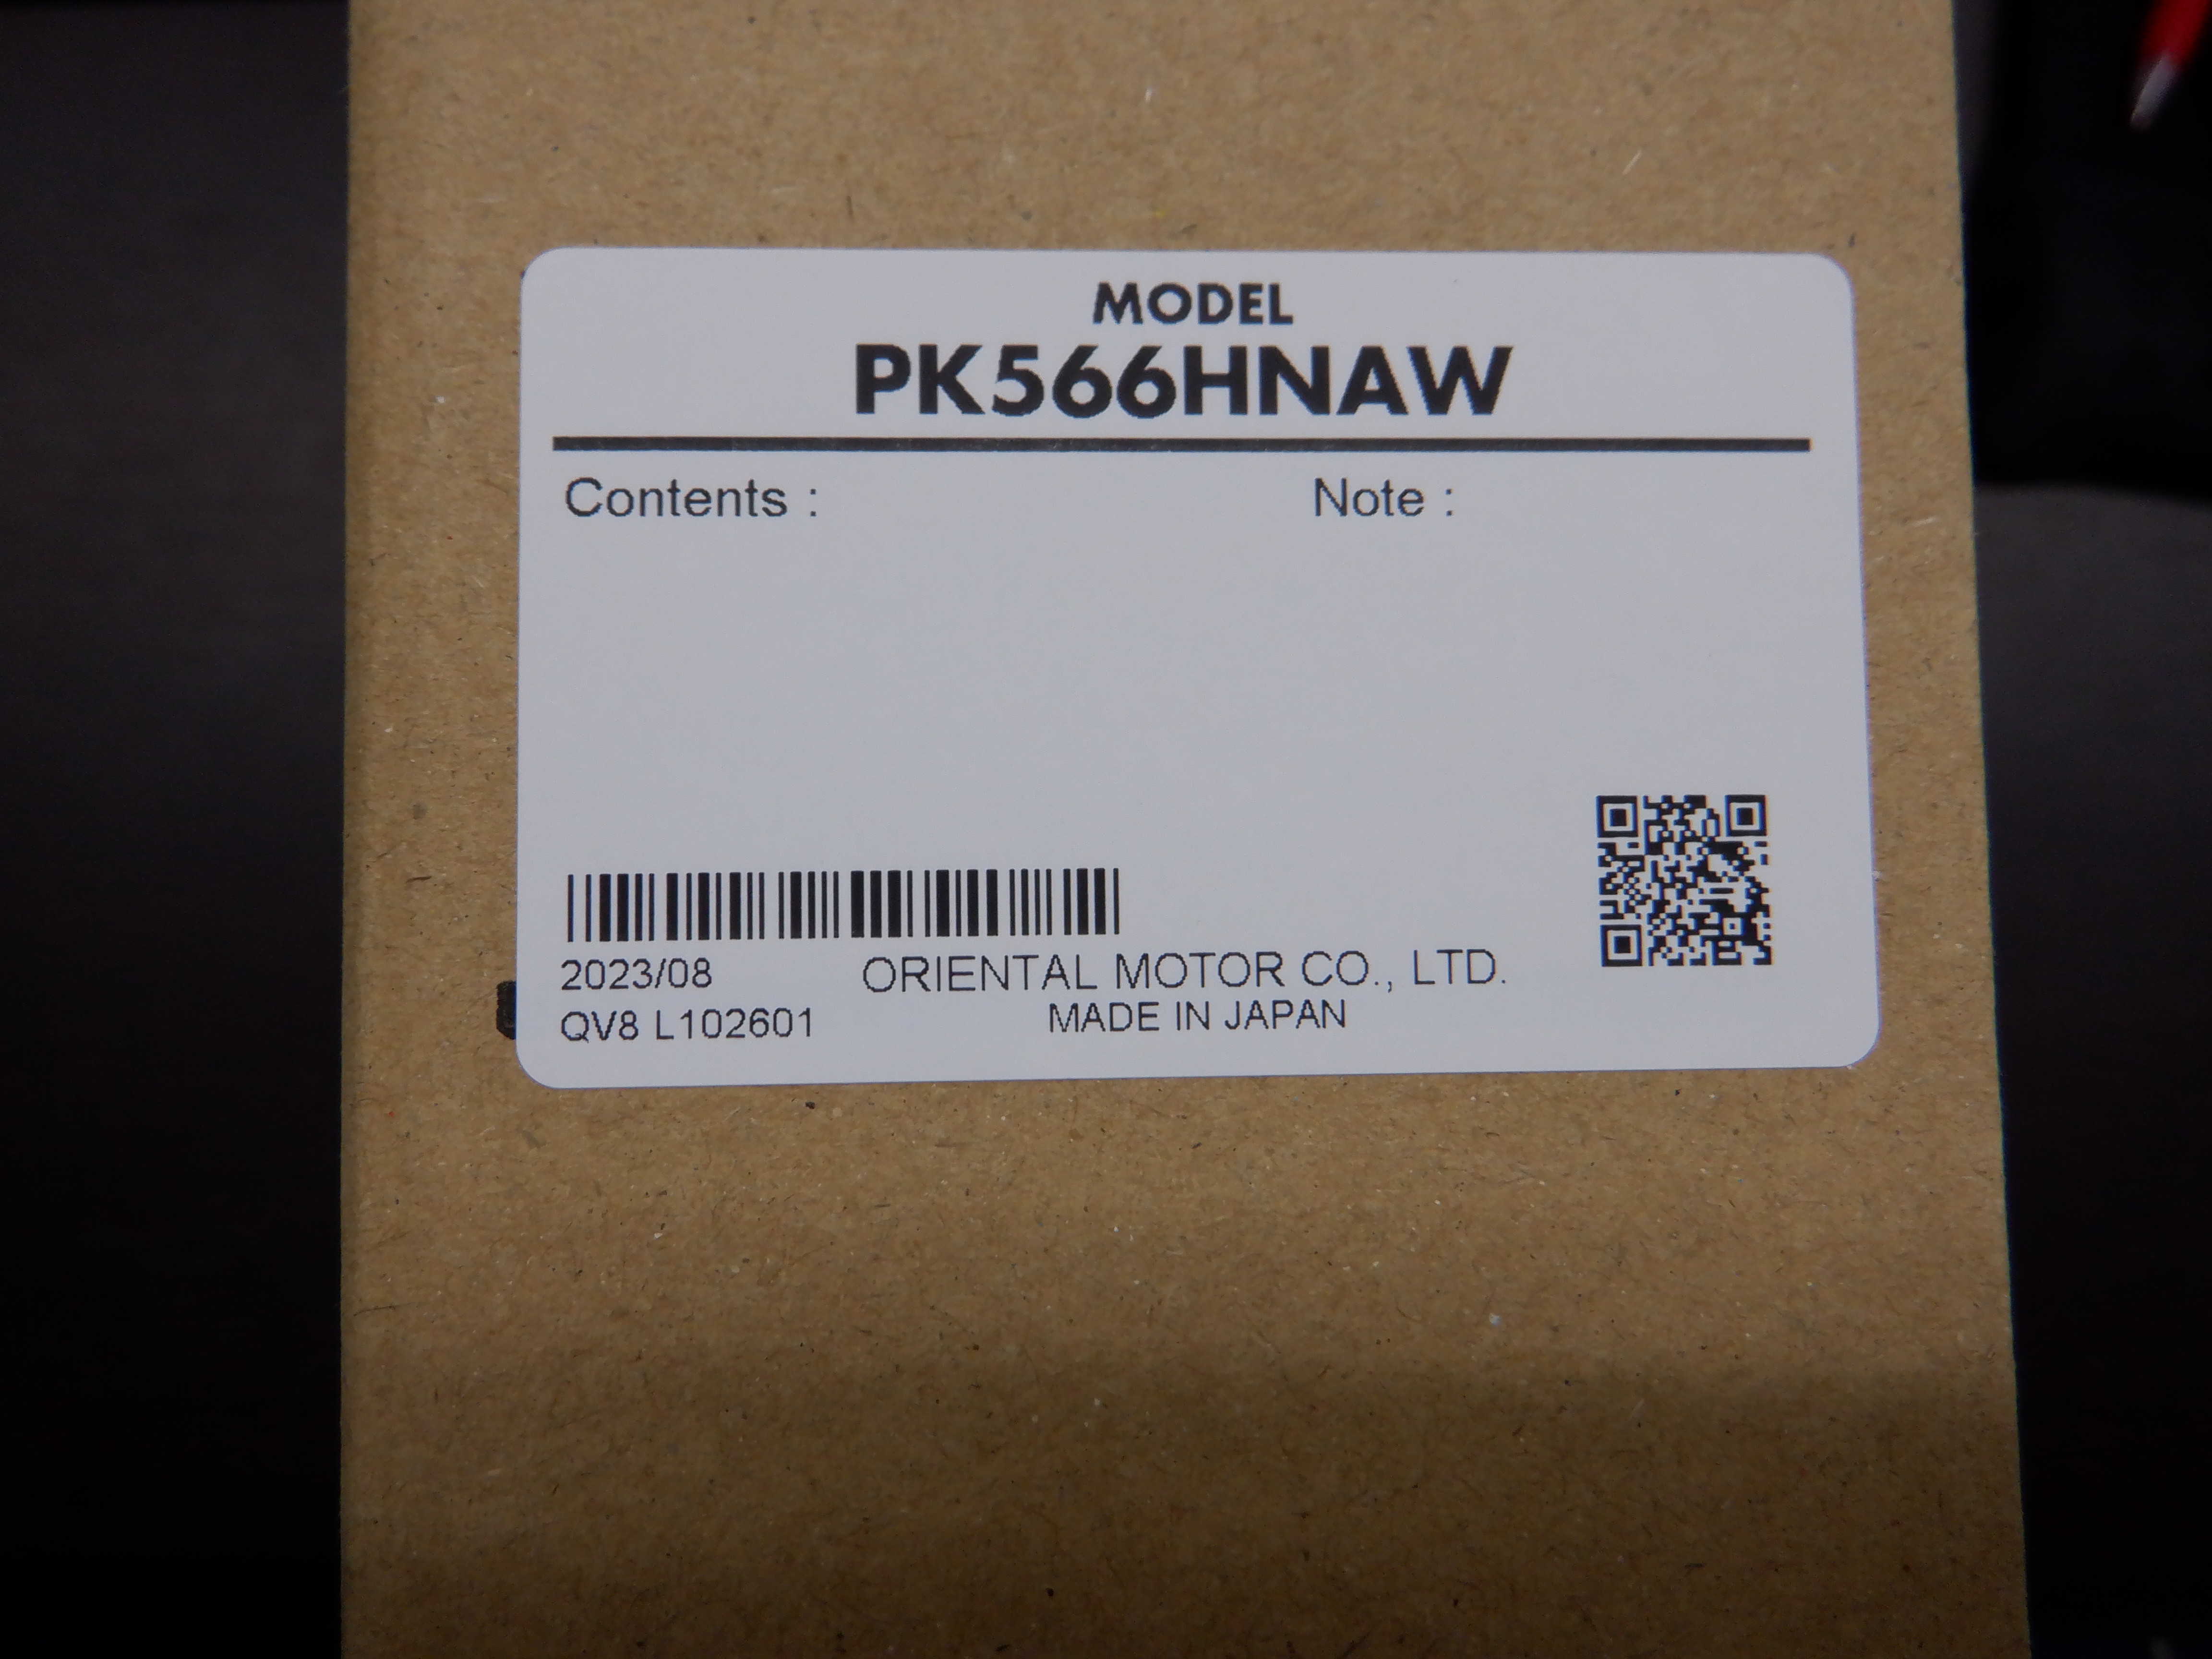 MODEL
PK566HNAW
Contents :
Note :
2023/08
ORIENTAL MOTOR CO., LTD.
QV8 L102601
MADE IN JAPAN